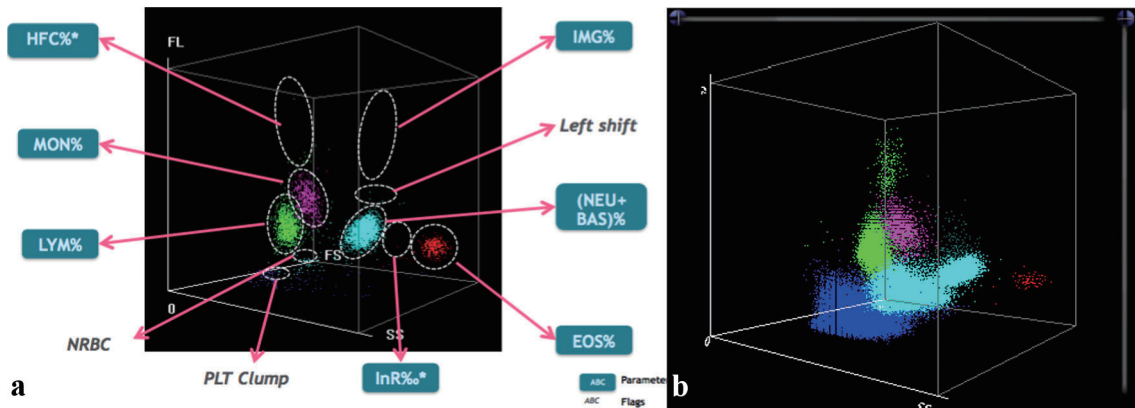 HFC%*
FL
IMG%
Left shift
MON%
(NEU+
BAS)%
LYM%
FS
0
SS
NRBC
EOS%
PLT Clump
InR‰*
a
ABC Paramete
ABC Flags
b
0